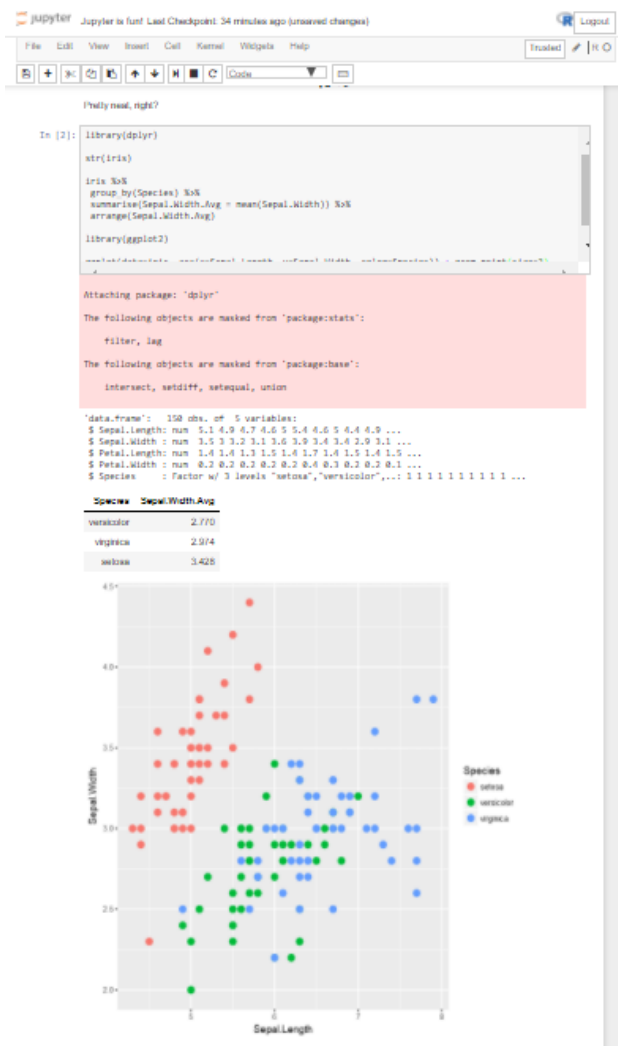 jupyter Jupyter is fun! Last Checkpoint: 34 minutes ago (unsaved changes)
R Logout
File Edit View Insert Cell Kernel Widgets Help
Trusted R
Code
Pretty neat, right?
In [2]: library(dplyr)
str(iris)
iris %>%
group_by(Species) %>%
summarise(Sepal.Width.Avg = mean(Sepal.Width)) %>%
arrange(Sepal.Width.Avg)
library(ggplot2)
Attaching package: 'dplyr'
The following objects are masked from 'package:stats':
filter, lag
The following objects are masked from 'package:base':
intersect, setdiff, setequal, union
'data.frame': 150 obs. of 5 variables:
$ Sepal.Length: num 5.1 4.9 4.7 4.6 5 5.4 4.6 5 4.4 4.9 ...
$ Sepal.Width : num 3.5 3 3.2 3.1 3.6 3.9 3.4 3.4 2.9 3.1 ...
$ Petal.Length: num 1.4 1.4 1.3 1.5 1.4 1.7 1.4 1.5 1.4 1.5 ...
$ Petal.Width : num 0.2 0.2 0.2 0.2 0.2 0.4 0.3 0.2 0.2 0.1 ...
$ Species : Factor w/ 3 levels "setosa","versicolor",..: 1 1 1 1 1 1 1 1 1 1 ...
Species Sepal.Width.Avg
versicolor 2.770
virginica 2.974
setosa 3.428
4.5
4.0
3.5
3.0
2.5
2.0
Sepal.Width
5 6 7 8
Sepal.Length
Species
setosa
versicolor
virginica